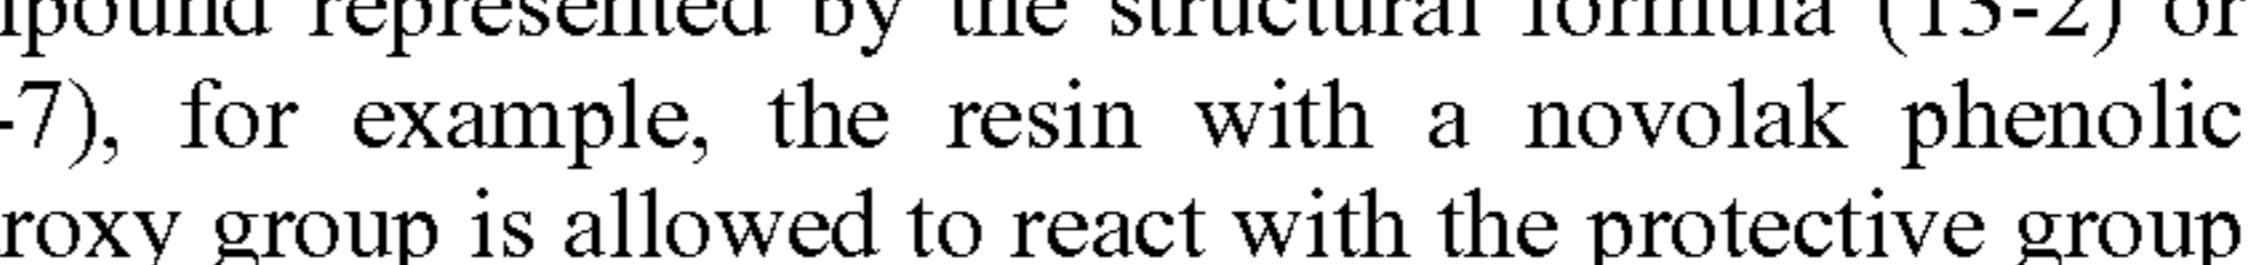 pound represented by the structural formula (13-2) or
-7), for example, the resin with a novolak phenolic
roxy group is allowed to react with the protective group